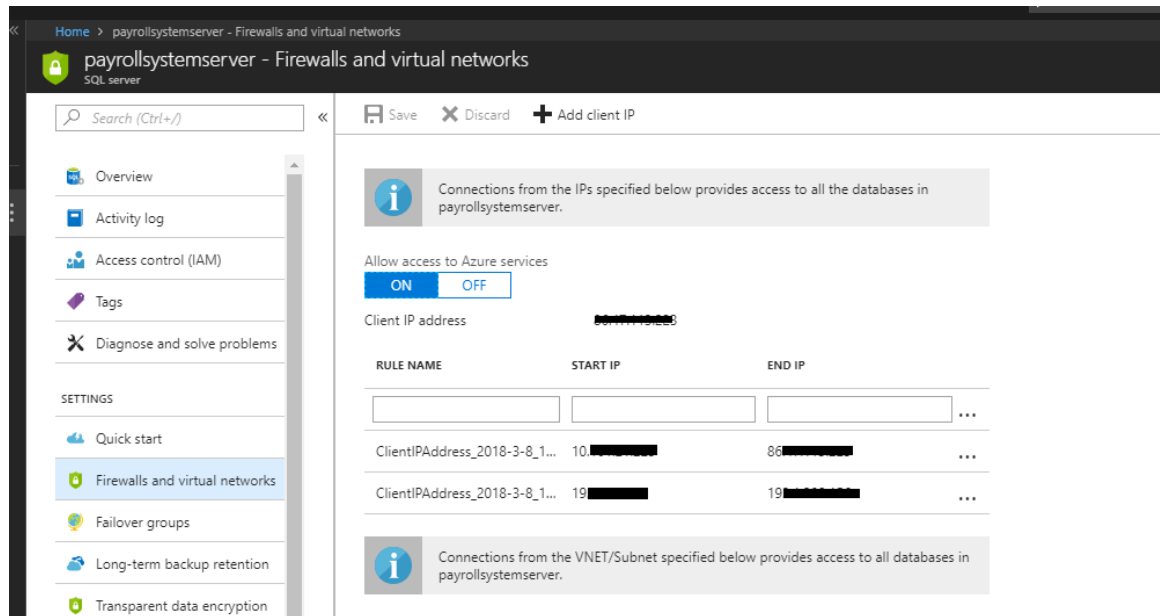 Home > payrollsystemserver - Firewalls and virtual networks
payrollsystemserver - Firewalls and virtual networks
SQL server
Search (Ctrl+/)
Save Discard Add client IP
Overview
Activity log
Access control (IAM)
Tags
Diagnose and solve problems
SETTINGS
Quick start
Firewalls and virtual networks
Failover groups
Long-term backup retention
Transparent data encryption
Connections from the IPs specified below provides access to all the databases in
payrollsystemserver.
Allow access to Azure services
ON OFF
Client IP address
RULE NAME START IP END IP
ClientIPAddress_2018-3-8_1... 10. 86
ClientIPAddress_2018-3-8_1... 19 19
Connections from the VNET/Subnet specified below provides access to all databases in
payrollsystemserver.